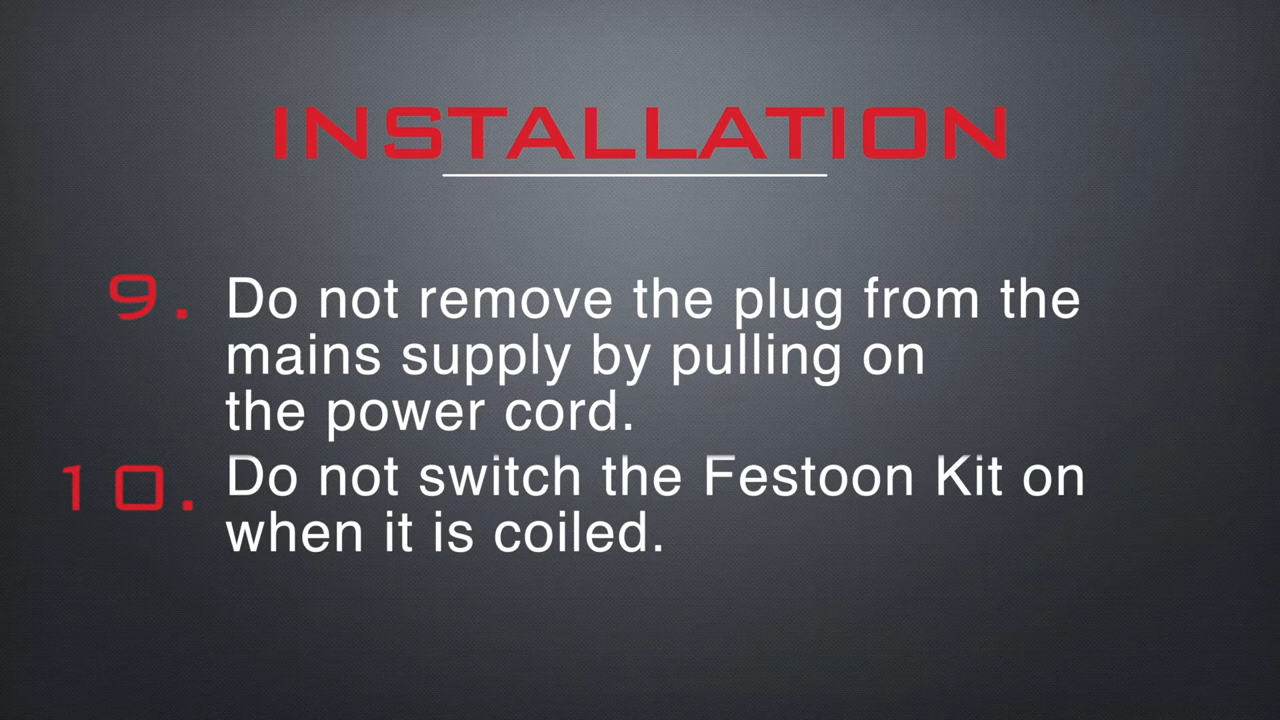 INSTALLATION
9. Do not remove the plug from the
mains supply by pulling on
the power cord.
10. Do not switch the Festoon Kit on
when it is coiled.